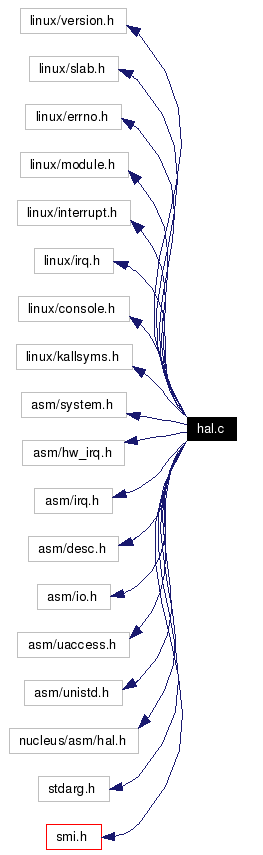 linux/version.h
linux/slab.h
linux/errno.h
linux/module.h
linux/interrupt.h
linux/irq.h
linux/console.h
linux/kallsyms.h
asm/system.h
hal.c
asm/hw_irq.h
asm/irq.h
asm/desc.h
asm/io.h
asm/uaccess.h
asm/unistd.h
nucleus/asm/hal.h
stdarg.h
smi.h